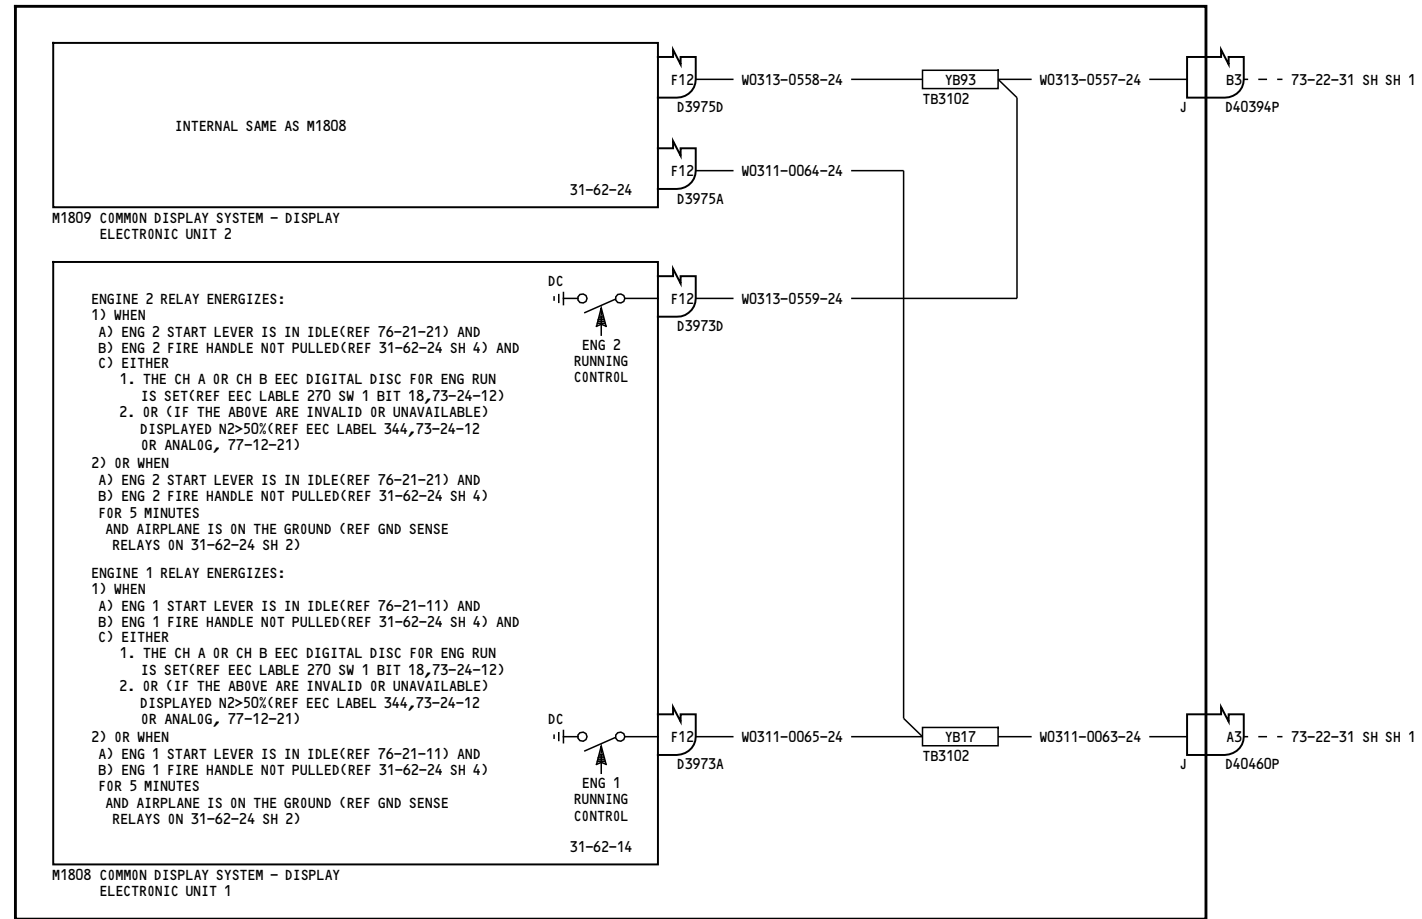 F12 W0313-0558-24 YB93 W0313-0557-24 B3 73-22-31 SH SH 1
D3975D TB3102 J D40394P
INTERNAL SAME AS M1808
F12 W0311-0064-24
31-62-24 D3975A
M1809 COMMON DISPLAY SYSTEM - DISPLAY
ELECTRONIC UNIT 2
DC
F12 W0313-0559-24
D3973D
ENG 2
RUNNING
CONTROL
ENGINE 2 RELAY ENERGIZES:
1) WHEN
A) ENG 2 START LEVER IS IN IDLE(REF 76-21-21) AND
B) ENG 2 FIRE HANDLE NOT PULLED(REF 31-62-24 SH 4) AND
C) EITHER
1. THE CH A OR CH B EEC DIGITAL DISC FOR ENG RUN
IS SET(REF EEC LABLE 270 SW 1 BIT 18,73-24-12)
2. OR (IF THE ABOVE ARE INVALID OR UNAVAILABLE)
DISPLAYED N2>50%(REF EEC LABEL 344,73-24-12
OR ANALOG, 77-12-21)
2) OR WHEN
A) ENG 2 START LEVER IS IN IDLE(REF 76-21-21) AND
B) ENG 2 FIRE HANDLE NOT PULLED(REF 31-62-24 SH 4)
FOR 5 MINUTES
AND AIRPLANE IS ON THE GROUND (REF GND SENSE
RELAYS ON 31-62-24 SH 2)
ENGINE 1 RELAY ENERGIZES:
1) WHEN
A) ENG 1 START LEVER IS IN IDLE(REF 76-21-11) AND
B) ENG 1 FIRE HANDLE NOT PULLED(REF 31-62-24 SH 4) AND
C) EITHER
1. THE CH A OR CH B EEC DIGITAL DISC FOR ENG RUN
IS SET(REF EEC LABLE 270 SW 1 BIT 18,73-24-12)
2. OR (IF THE ABOVE ARE INVALID OR UNAVAILABLE)
DISPLAYED N2>50%(REF EEC LABEL 344,73-24-12
OR ANALOG, 77-12-21)
2) OR WHEN
A) ENG 1 START LEVER IS IN IDLE(REF 76-21-11) AND
B) ENG 1 FIRE HANDLE NOT PULLED(REF 31-62-24 SH 4)
FOR 5 MINUTES
AND AIRPLANE IS ON THE GROUND (REF GND SENSE
RELAYS ON 31-62-24 SH 2)
DC
F12 W0311-0065-24 YB17 W0311-0063-24 A3 73-22-31 SH SH 1
D3973A TB3102 J D40460P
ENG 1
RUNNING
CONTROL
31-62-14
M1808 COMMON DISPLAY SYSTEM - DISPLAY
ELECTRONIC UNIT 1